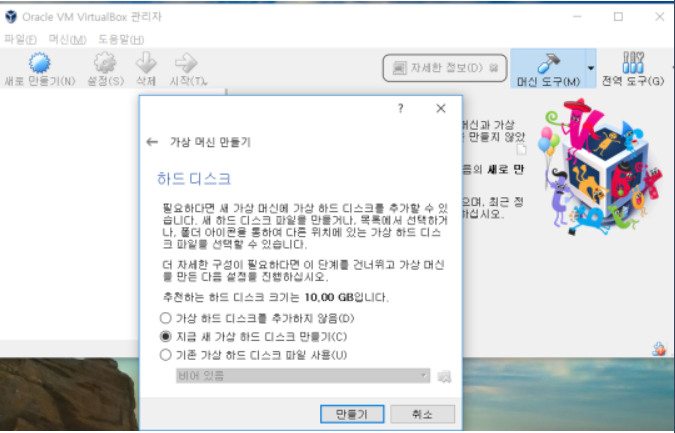 Oracle VM VirtualBox 관리자
파일(F) 머신(M) 도움말(H)
새로 만들기(N) 설정(S) 삭제 시작(T) 자세한 정보(D) 머신 도구(M) 전역 도구(G)
?
가상 머신 만들기
하드 디스크
필요하다면 새 가상 머신에 가상 하드 디스크를 추가할 수 있
습니다. 새 하드 디스크 파일을 만들거나, 목록에서 선택하거
나, 폴더 아이콘을 통하여 다른 위치에 있는 가상 하드 디스
크 파일을 선택할 수 있습니다.
더 자세한 구성이 필요하다면 이 단계를 건너뛰고 가상 머신
을 만든 다음 설정을 진행하십시오.
추천하는 하드 디스크 크기는 10,00 GB입니다.
가상 하드 디스크를 추가하지 않음(D)
지금 새 가상 하드 디스크 만들기(C)
기존 가상 하드 디스크 파일 사용(U)
비어 있음
만들기 취소
머신과 가상
만들지 않았
음의 새로 만
으며, 최근 정
하십시오.